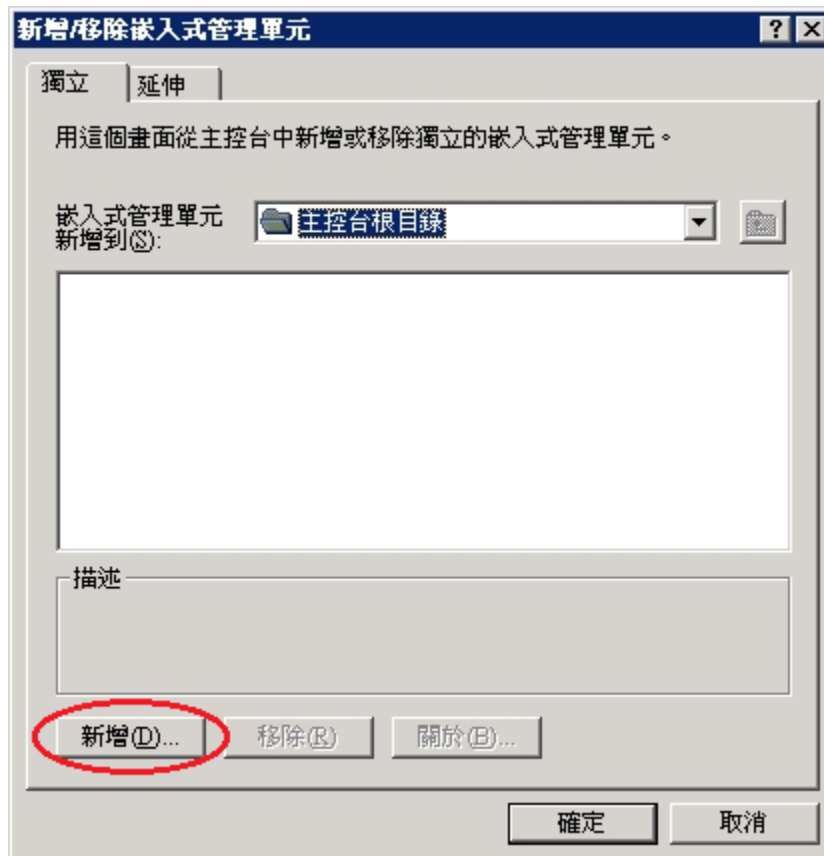 新增/移除嵌入式管理單元
獨立
延伸
用這個畫面從主控台中新增或移除獨立的嵌入式管理單元。
嵌入式管理單元
新增到(S):
主控台根目錄
描述
新增(D)...
移除(R)
關於(B)...
確定
取消